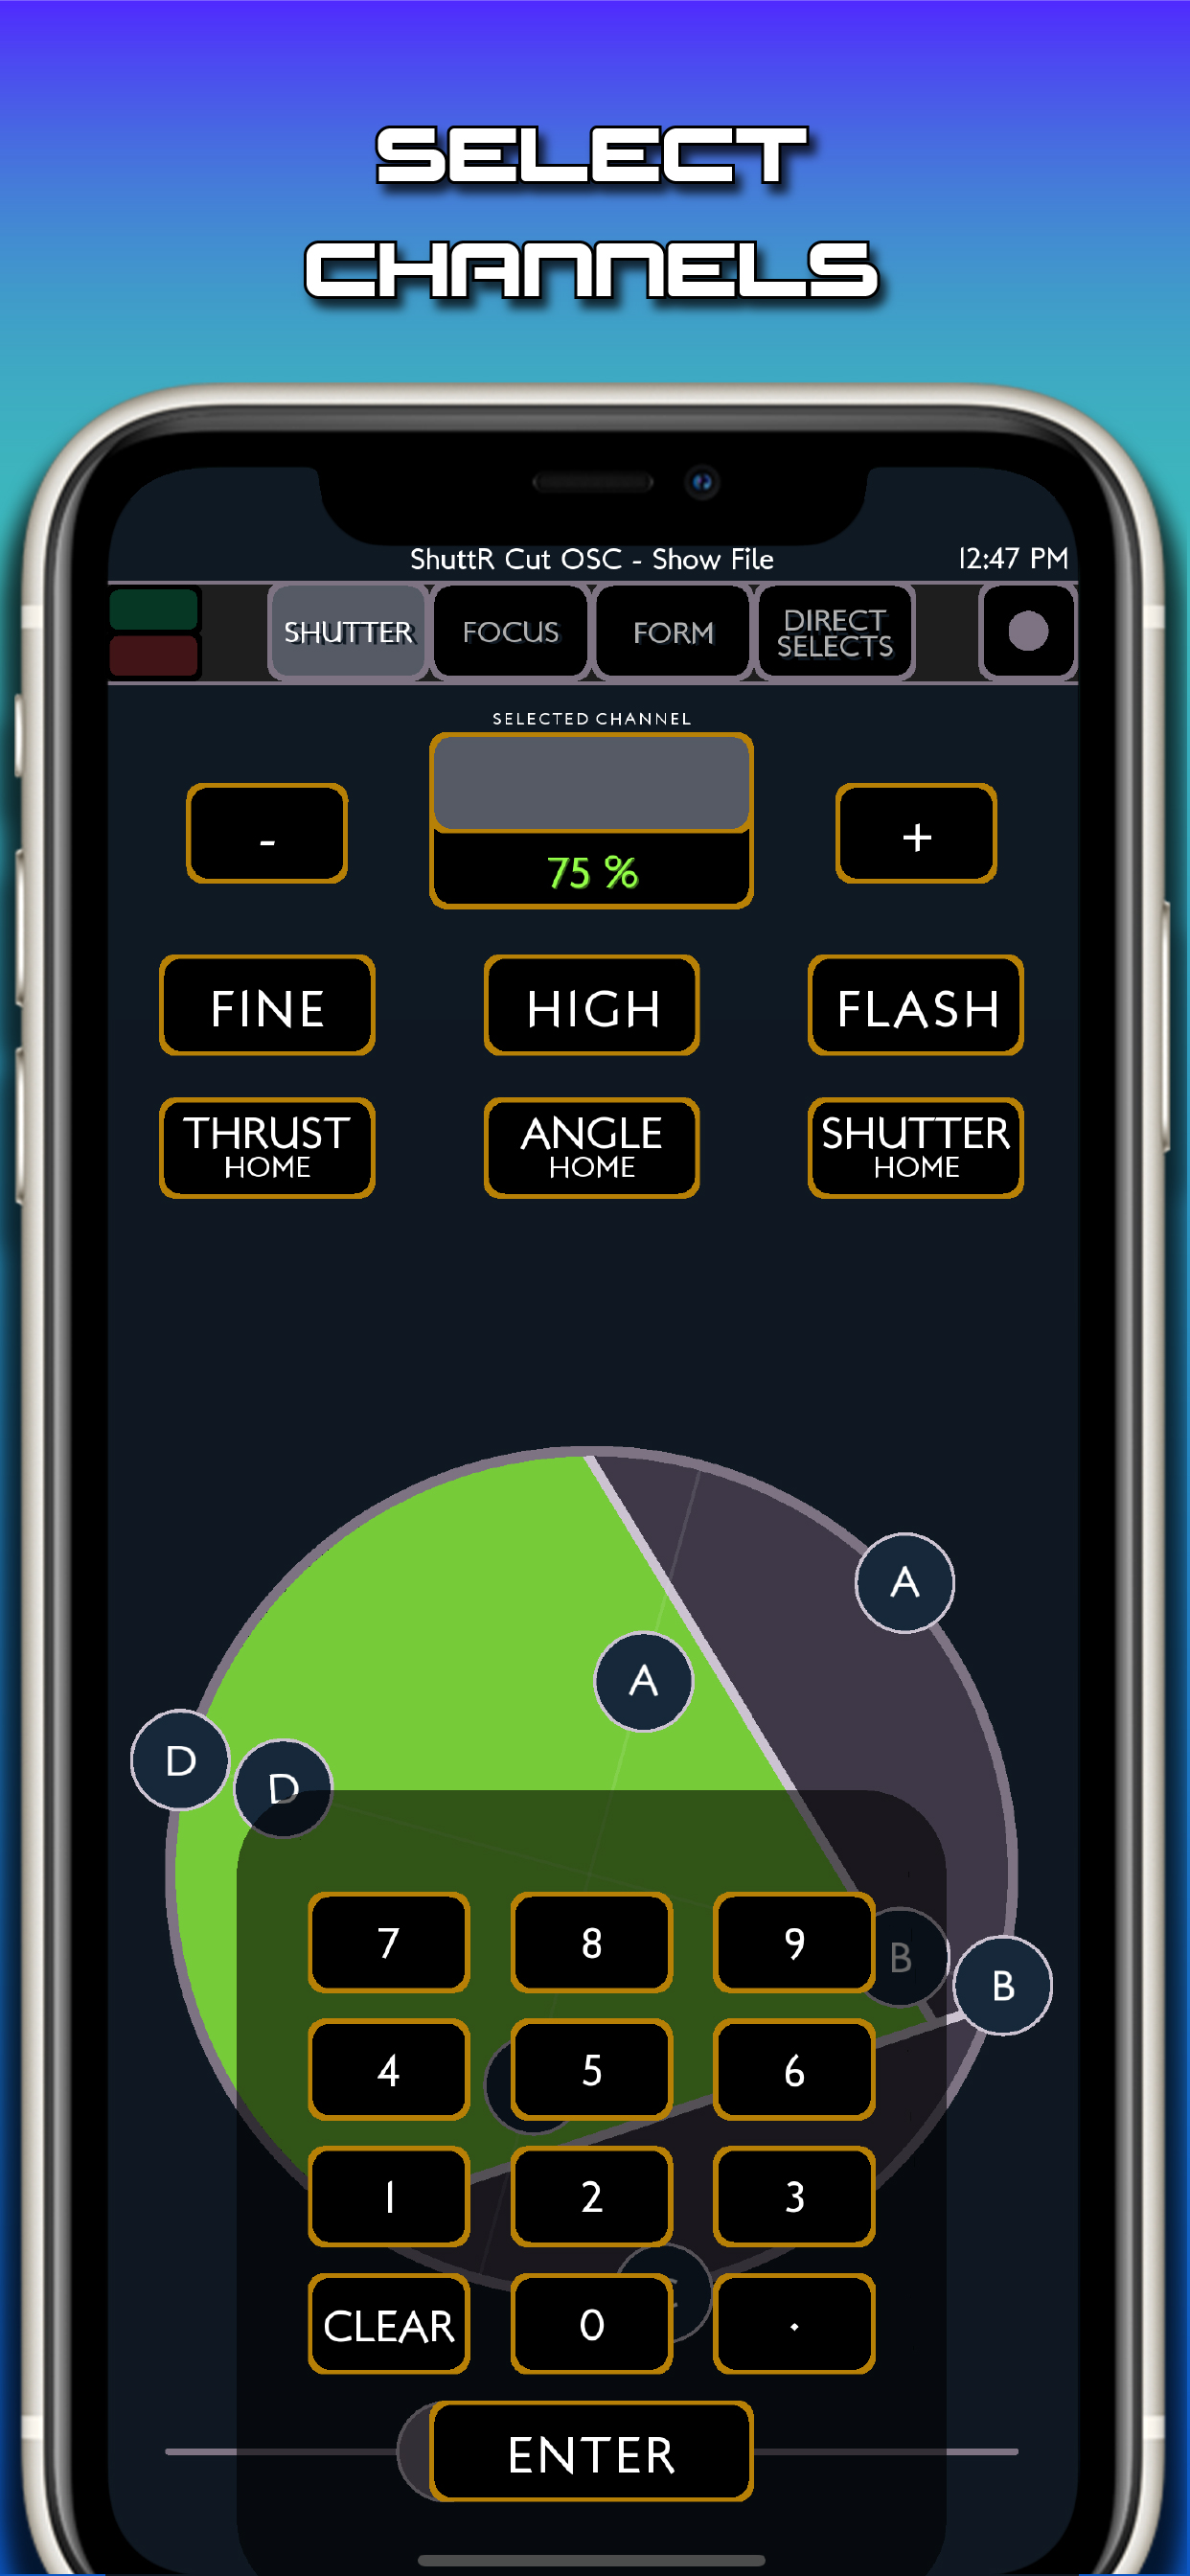 SELECT
CHANNELS
ShuttR Cut OSC - Show File
12:47 PM
SHUTTER
FOCUS
FORM
DIRECT
SELECTS
SELECTED CHANNEL
-
75 %
+
FINE
HIGH
FLASH
THRUST
HOME
ANGLE
HOME
SHUTTER
HOME
A
A
D
D
B
B
7
8
9
4
5
6
1
2
3
CLEAR
0
.
ENTER